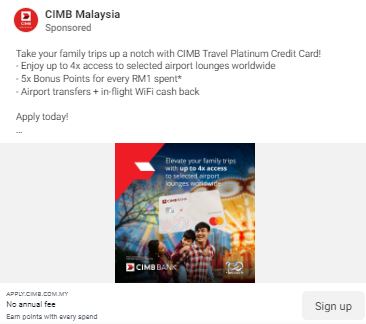 CIMB Malaysia
Sponsored
Take your family trips up a notch with CIMB Travel Platinum Credit Card!
- Enjoy up to 4x access to selected airport lounges worldwide
- 5x Bonus Points for every RM1 spent*
- Airport transfers + in-flight WiFi cash back
Apply today!
...
Elevate your family trips
with up to 4x access
to selected airport
lounges worldwide
CIMB BANK
APPLY.CIMB.COM.MY
No annual fee
Earn points with every spend
Sign up